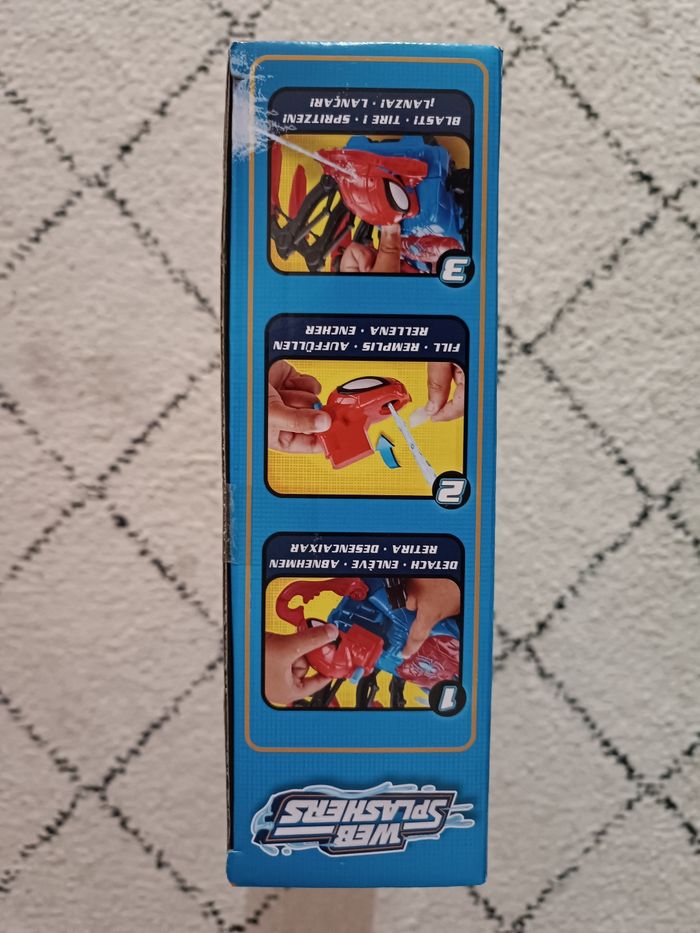 WEB
SPLASHERS
1
DETACH · ENLÈVE · ABNEHMEN
RETIRA · DESENCAIXAR
2
FILL · REMPLIS · AUFFÜLLEN
RELLENA · ENCHER
3
BLAST! · TIRE ! · SPRITZEN!
¡LANZA! · LANÇAR!